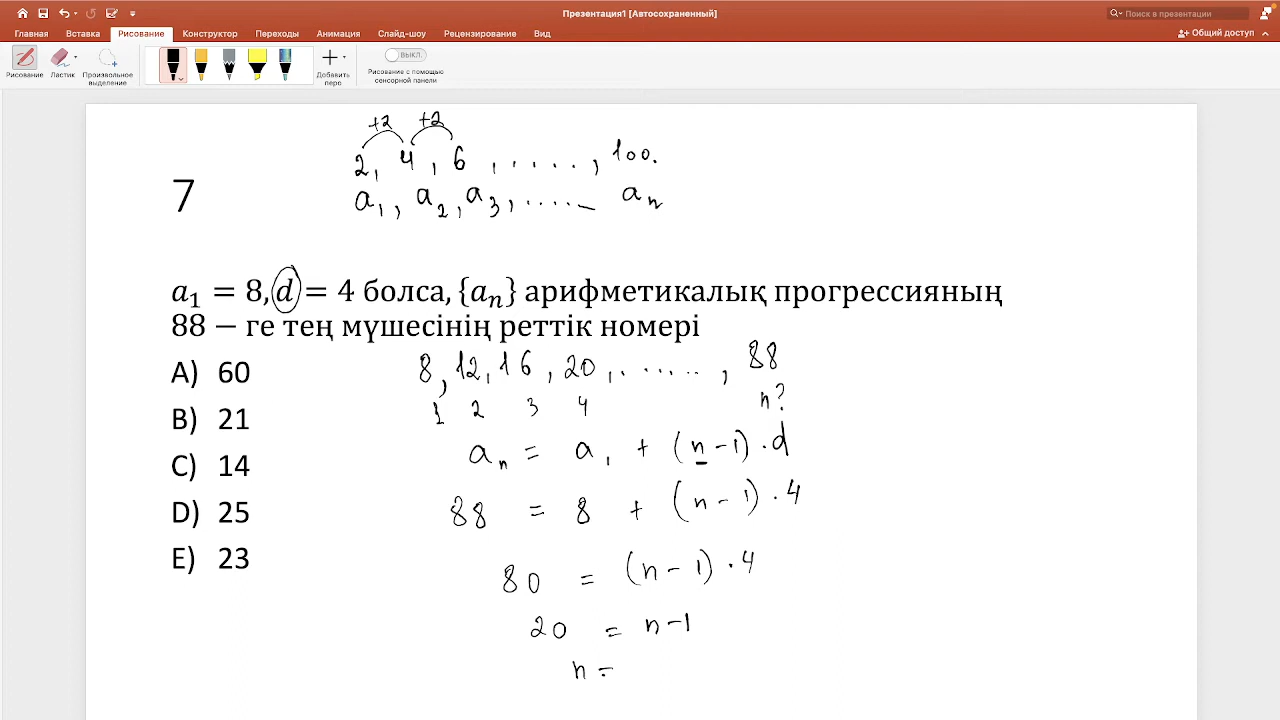 Презентация1 [Автосохраненный]
Поиск в презентации
Главная Вставка Рисование Конструктор Переходы Анимация Слайд-шоу Рецензирование Вид Общий доступ
ВЫКЛ.
Рисование Ластик Произвольное выделение Добавить перо Рисование с помощью сенсорной панели
+2 +2
2, 4, 6, ....., 100.
7
a₁, a₂, a₃, ..... aₙ
a₁ = 8, d = 4 болса, {aₙ} арифметикалық прогрессияның
88 − ге тең мүшесінің реттік номері
A) 60
8, 12, 16, 20, ......, 88
1 2 3 4 n?
B) 21
aₙ = a₁ + (n-1)·d
C) 14
88 = 8 + (n-1)·4
D) 25
E) 23
80 = (n-1)·4
20 = n-1
n =